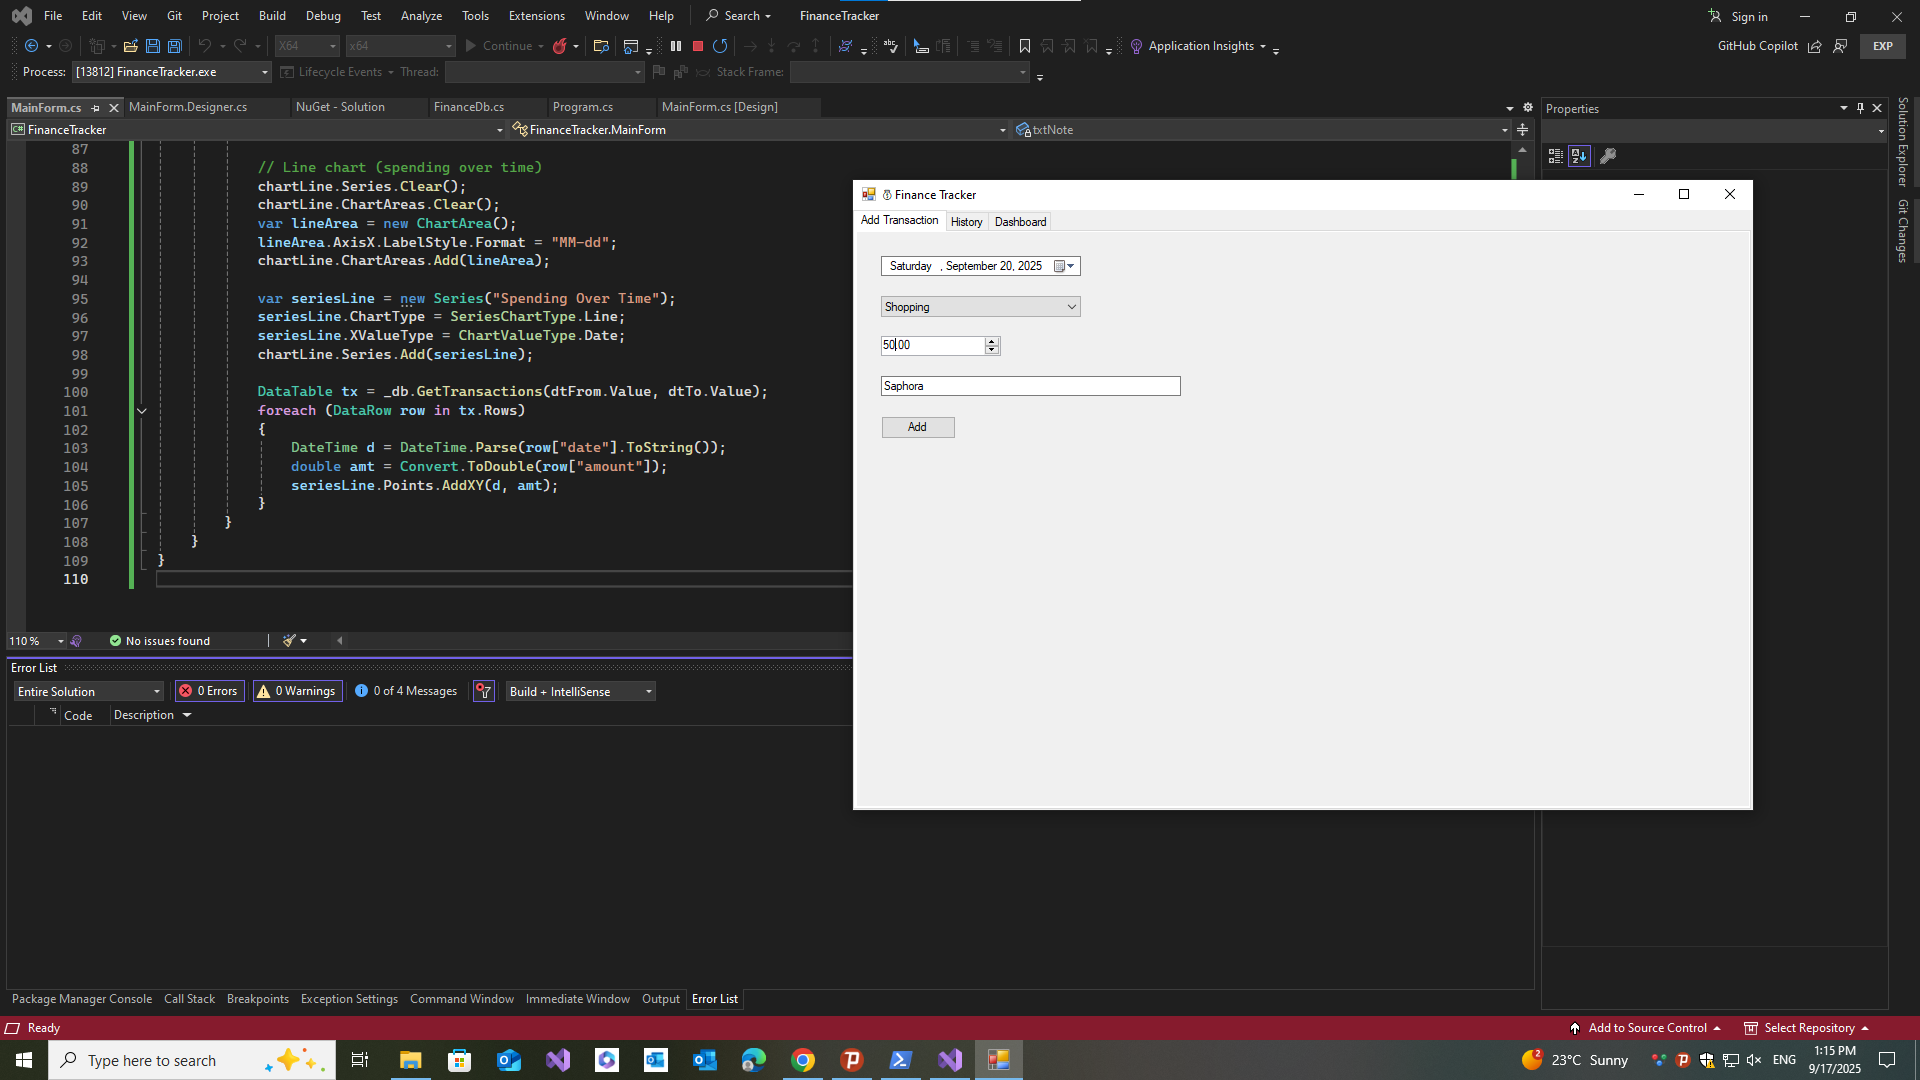 File Edit View Git Project Build Debug Test Analyze Tools Extensions Window Help Search FinanceTracker Sign in
X64 x64 Continue Application Insights GitHub Copilot EXP
Process: [13812] FinanceTracker.exe Lifecycle Events Thread: Stack Frame:
MainForm.cs MainForm.Designer.cs NuGet - Solution FinanceDb.cs Program.cs MainForm.cs [Design]
FinanceTracker FinanceTracker.MainForm txtNote
87
88 // Line chart (spending over time)
89 chartLine.Series.Clear();
90 chartLine.ChartAreas.Clear();
91 var lineArea = new ChartArea();
92 lineArea.AxisX.LabelStyle.Format = "MM-dd";
93 chartLine.ChartAreas.Add(lineArea);
94
95 var seriesLine = new Series("Spending Over Time");
96 seriesLine.ChartType = SeriesChartType.Line;
97 seriesLine.XValueType = ChartValueType.Date;
98 chartLine.Series.Add(seriesLine);
99
100 DataTable tx = _db.GetTransactions(dtFrom.Value, dtTo.Value);
101 foreach (DataRow row in tx.Rows)
102 {
103 DateTime d = DateTime.Parse(row["date"].ToString());
104 double amt = Convert.ToDouble(row["amount"]);
105 seriesLine.Points.AddXY(d, amt);
106 }
107 }
108 }
109 }
110
110 % No issues found
Error List
Entire Solution 0 Errors 0 Warnings 0 of 4 Messages Build + IntelliSense
Code Description
Package Manager Console Call Stack Breakpoints Exception Settings Command Window Immediate Window Output Error List
Finance Tracker
Add Transaction History Dashboard
Saturday , September 20, 2025
Shopping
50.00
Saphora
Add
Properties
Solution Explorer
Git Changes
Ready Add to Source Control Select Repository
Type here to search
23°C Sunny ENG 1:15 PM
9/17/2025